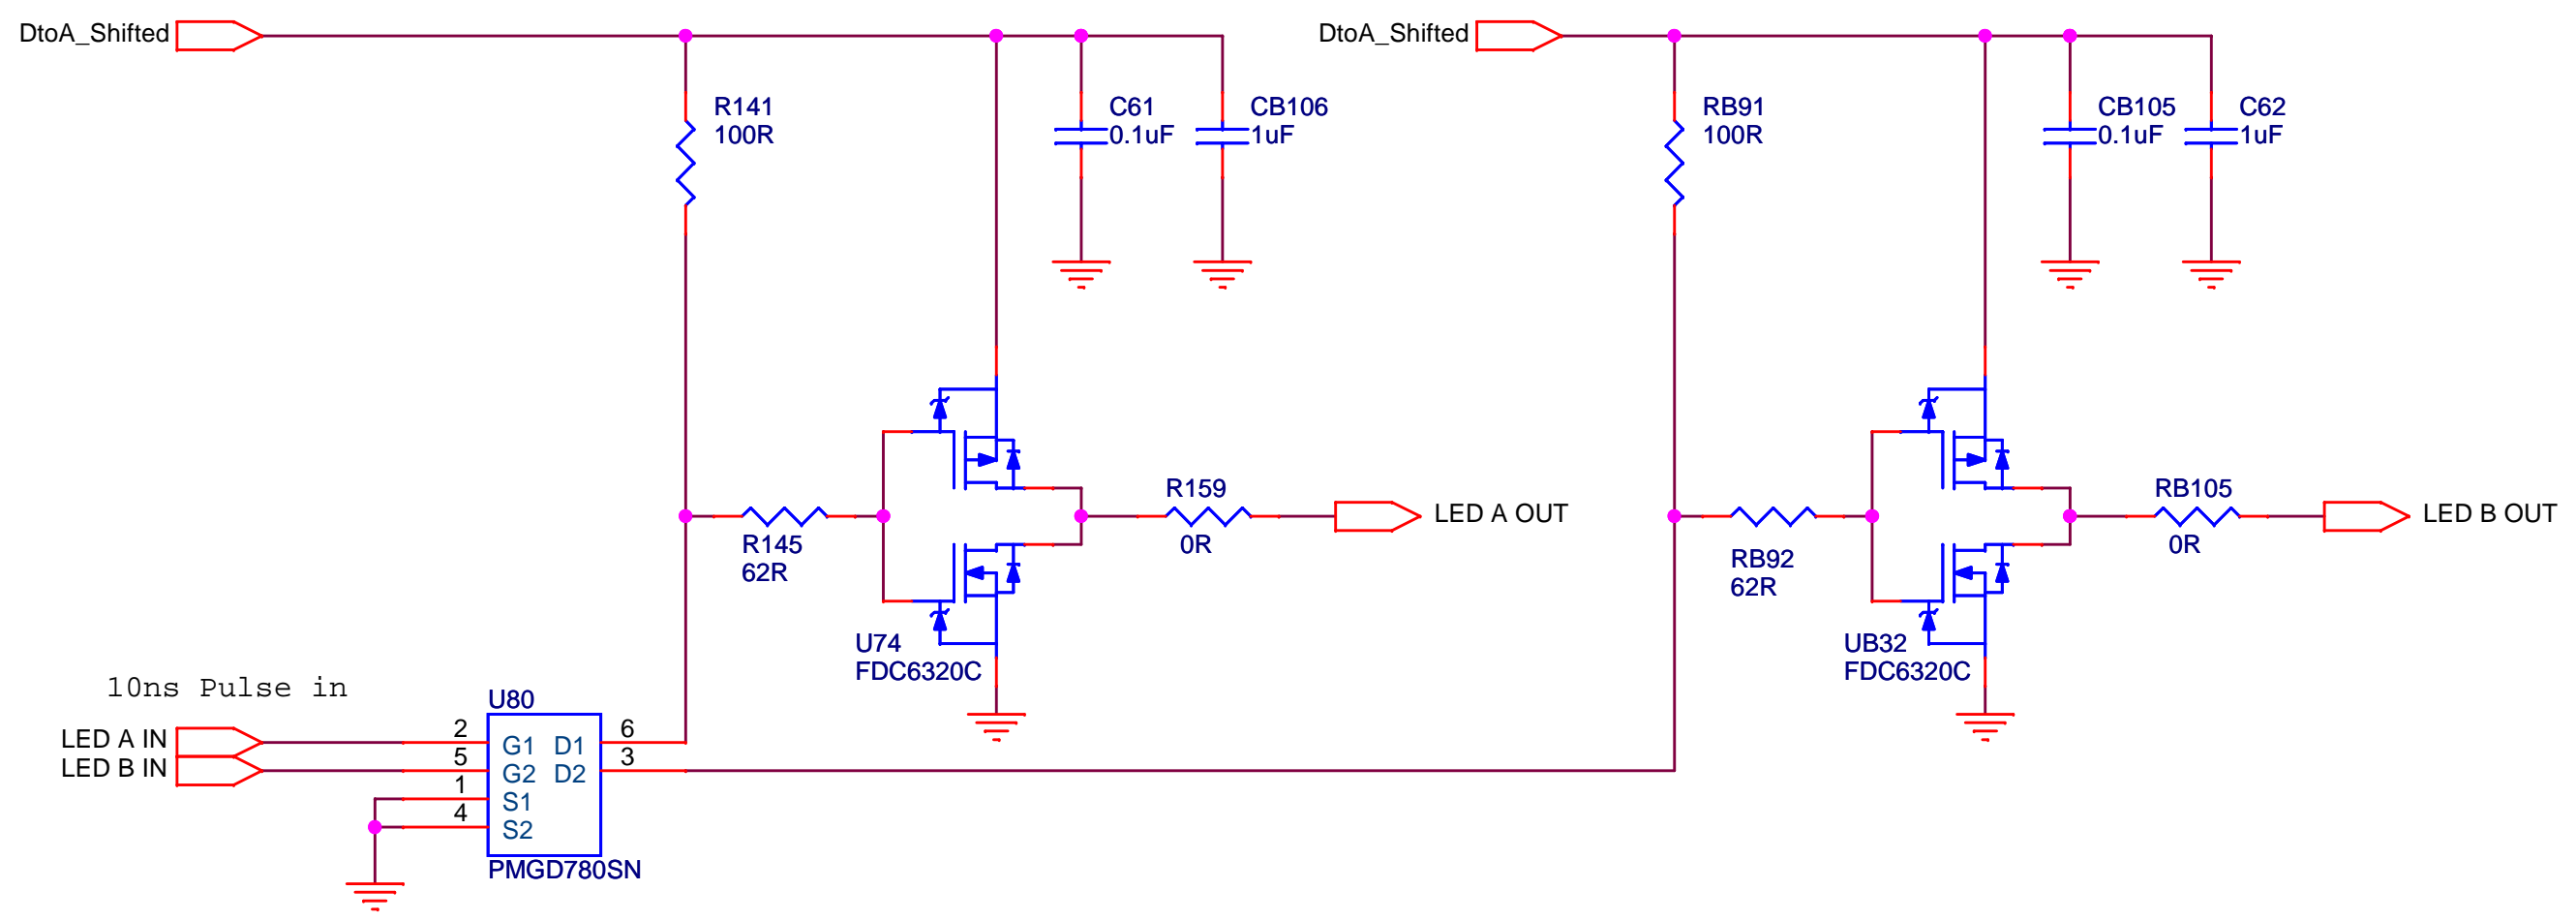 DtoA_Shifted
R141
100R
C61
0.1uF
CB106
1uF
DtoA_Shifted
RB91
100R
CB105
0.1uF
C62
1uF
R145
62R
R159
0R
LED A OUT
U74
FDC6320C
RB92
62R
RB105
0R
LED B OUT
UB32
FDC6320C
10ns Pulse in
LED A IN
LED B IN
U80
2
5
1
4
G1 D1
G2 D2
S1
S2
6
3
PMGD780SN